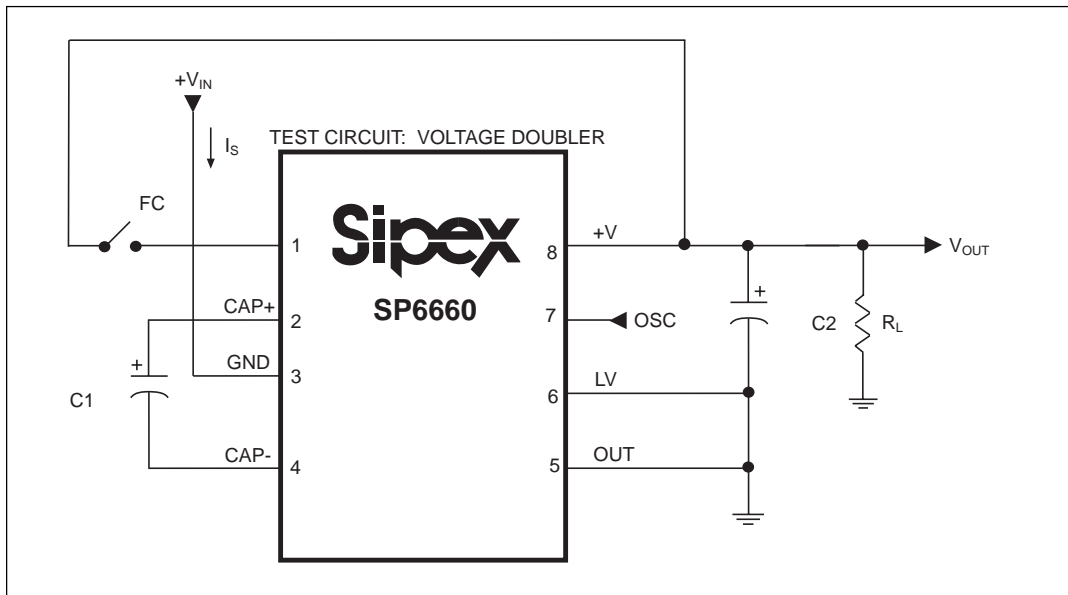 +VIN
IS
TEST CIRCUIT: VOLTAGE DOUBLER
FC
Sipex
SP6660
1
8
+V
VOUT
CAP+
2
7
OSC
+
C2
RL
GND
3
+
C1
LV
6
CAP-
4
OUT
5